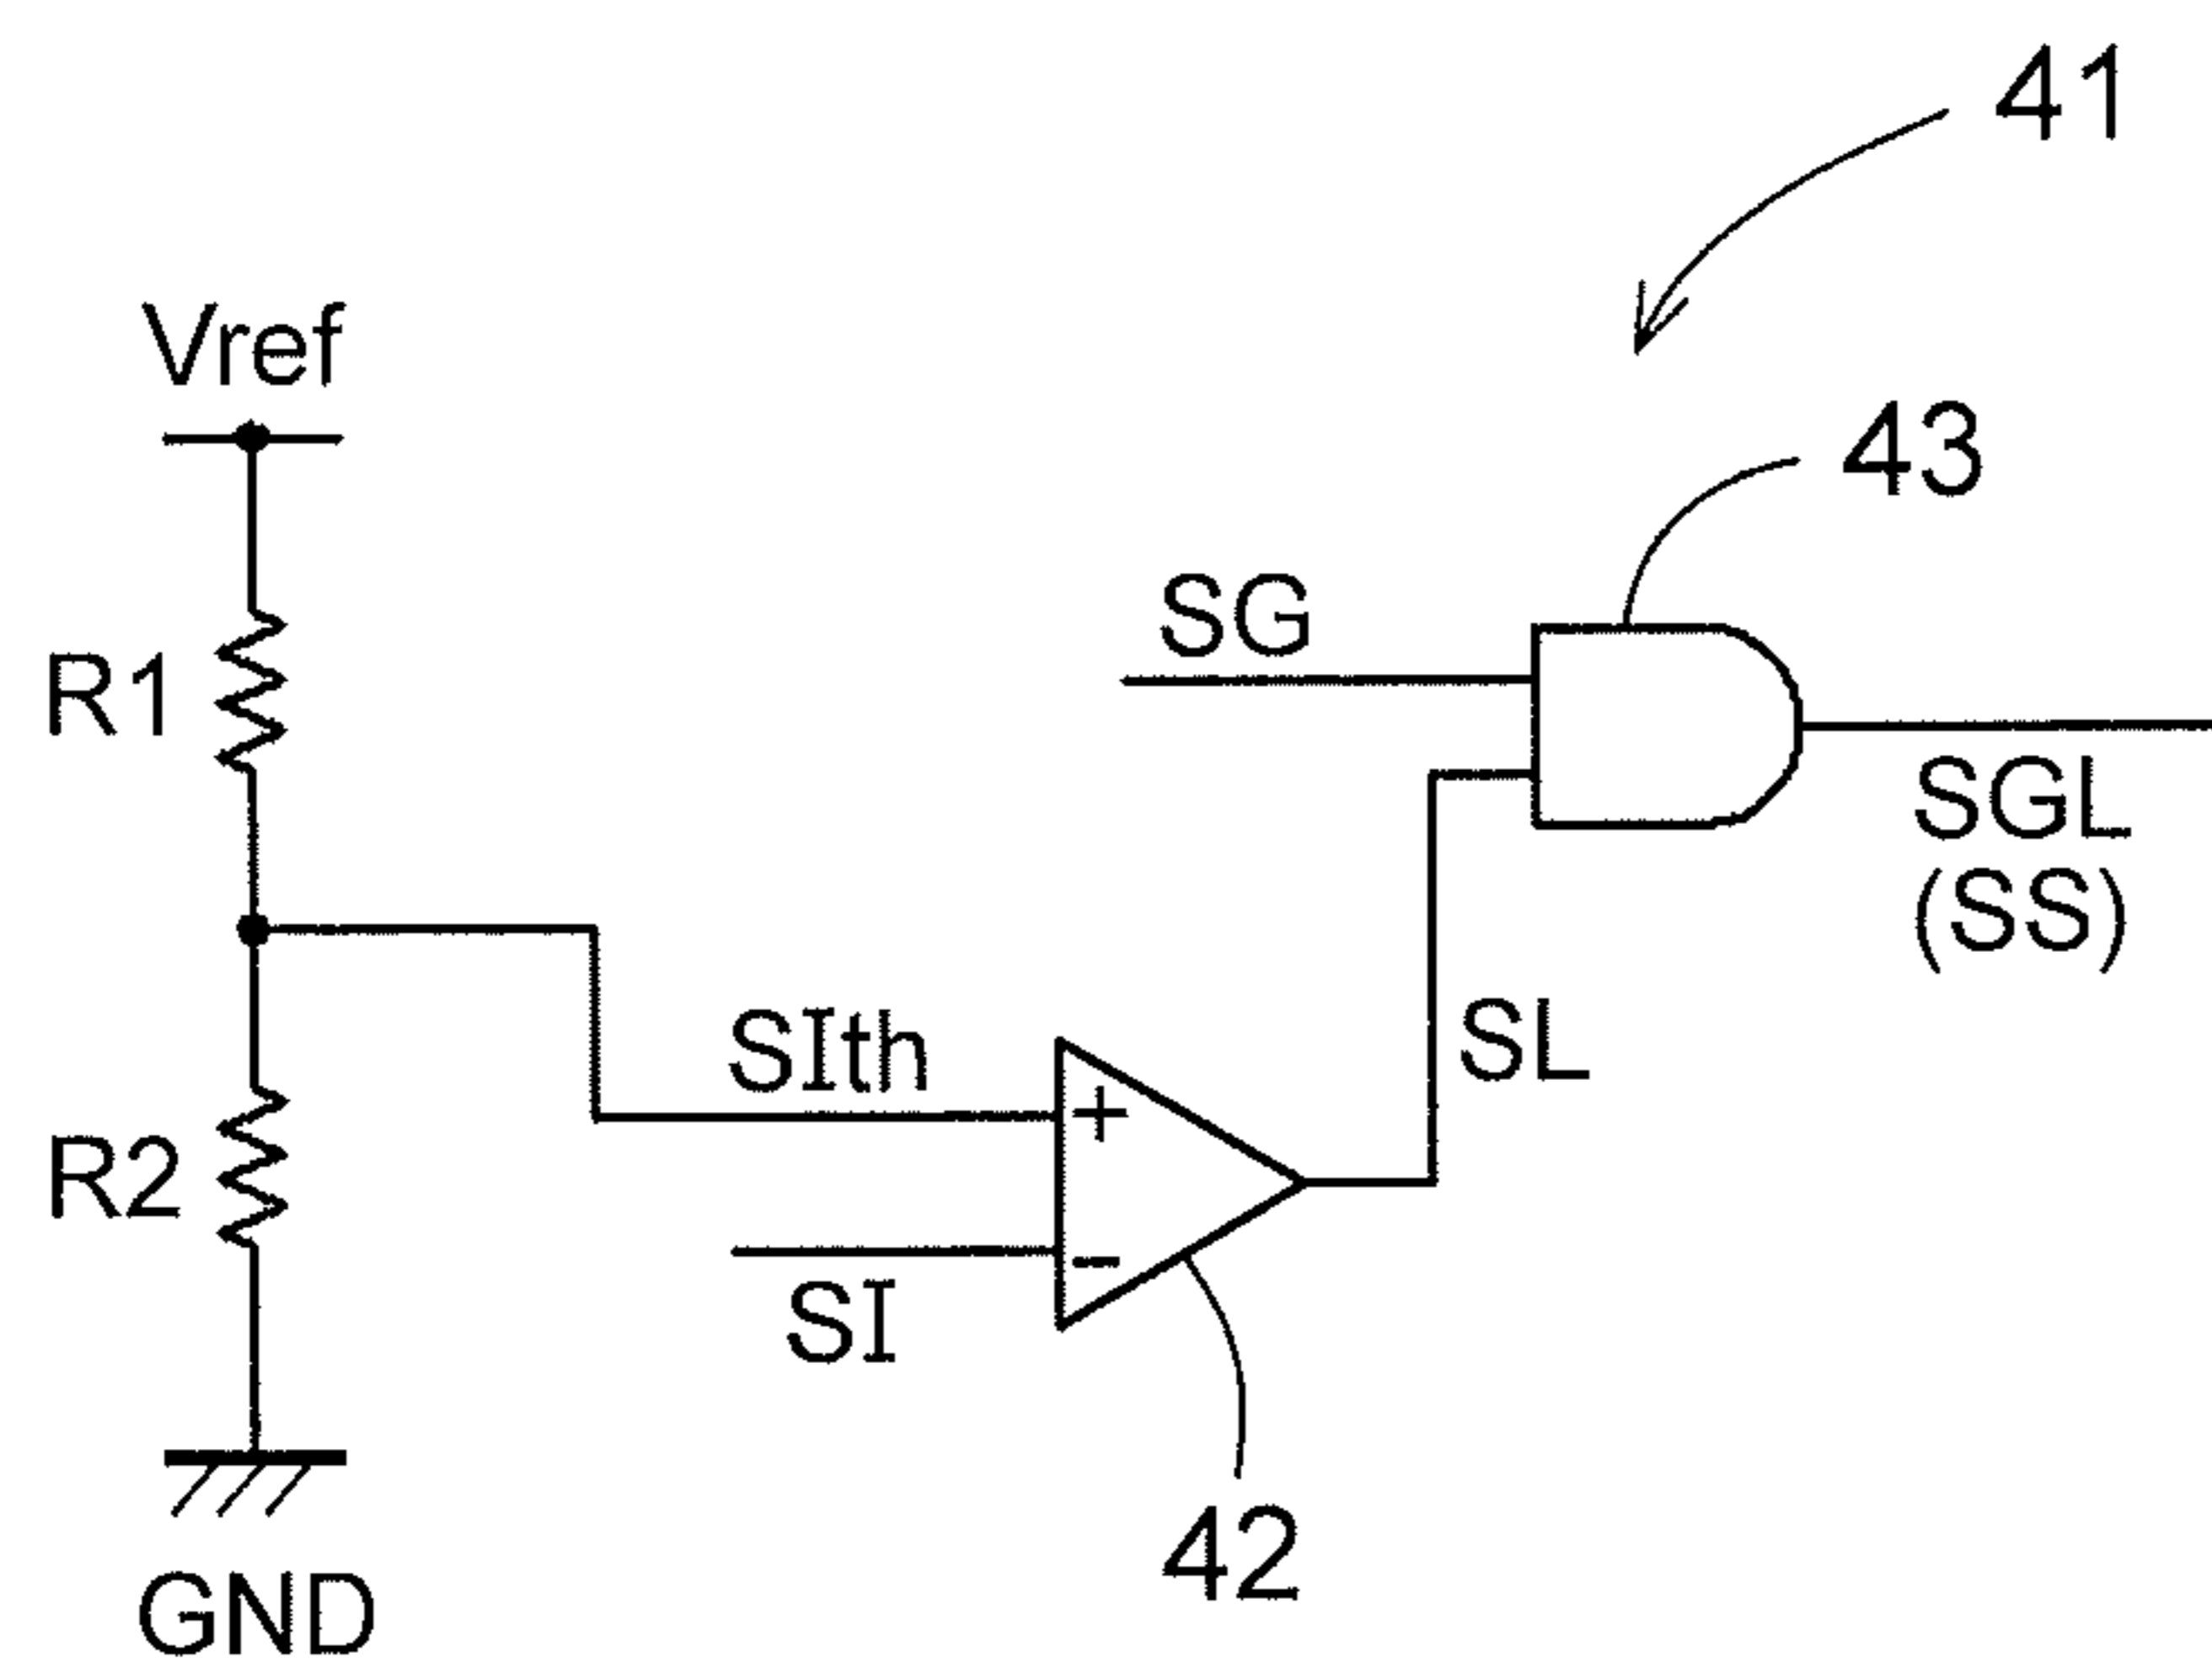 41
Vref
43
SG
R1
SGL
(SS)
SIth
SL
+
R2
−
SI
42
GND